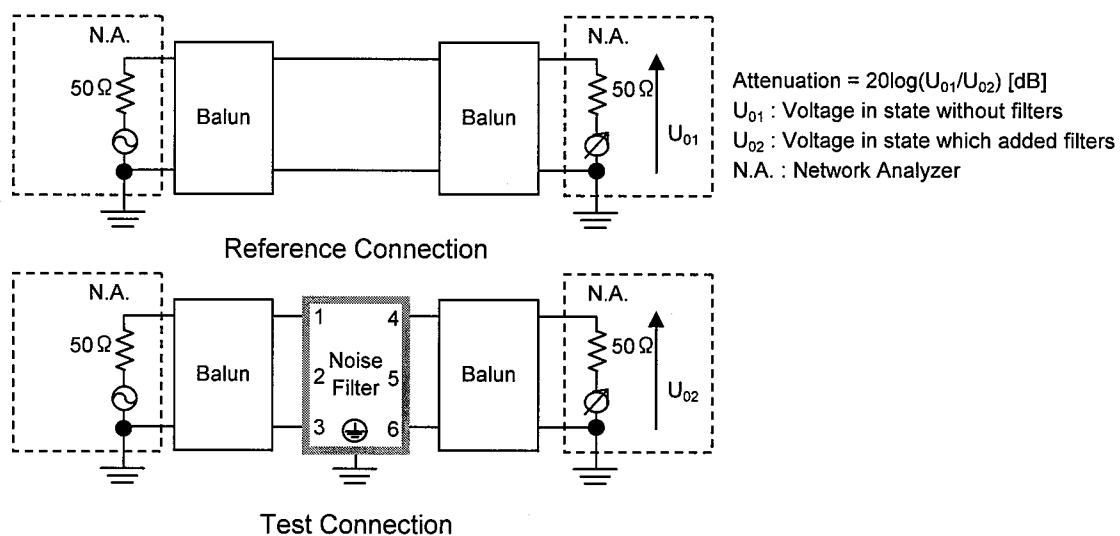 N.A.
50Ω
Balun
Balun
N.A.
50Ω
U01
Attenuation = 20log(U01/U02) [dB]
U01 : Voltage in state without filters
U02 : Voltage in state which added filters
N.A. : Network Analyzer
Reference Connection
N.A.
50Ω
Balun
1 4
Noise
2 Filter 5
3 6
Balun
N.A.
50Ω
U02
Test Connection